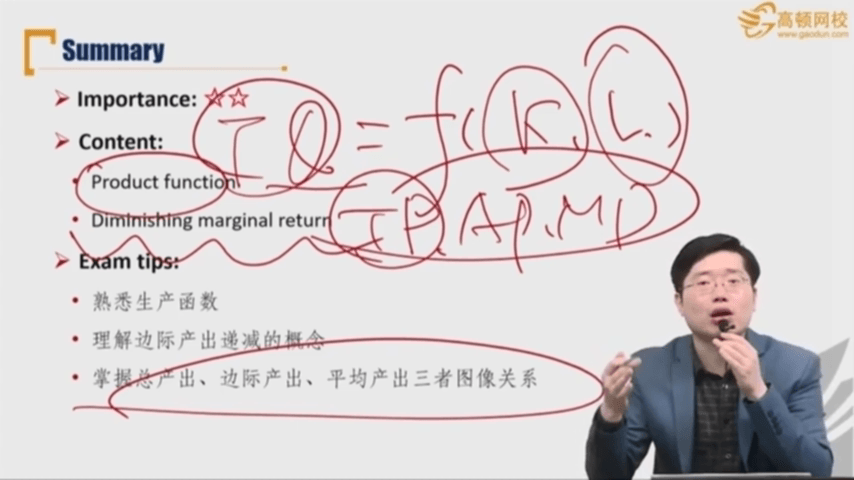 高顿网校
www.gaodun.com
Summary
Importance: ☆☆
TQ = f(K, L)
Content:
Product function
Diminishing marginal return
TP. AP. MP
Exam tips:
熟悉生产函数
理解边际产出递减的概念
掌握总产出、边际产出、平均产出三者图像关系